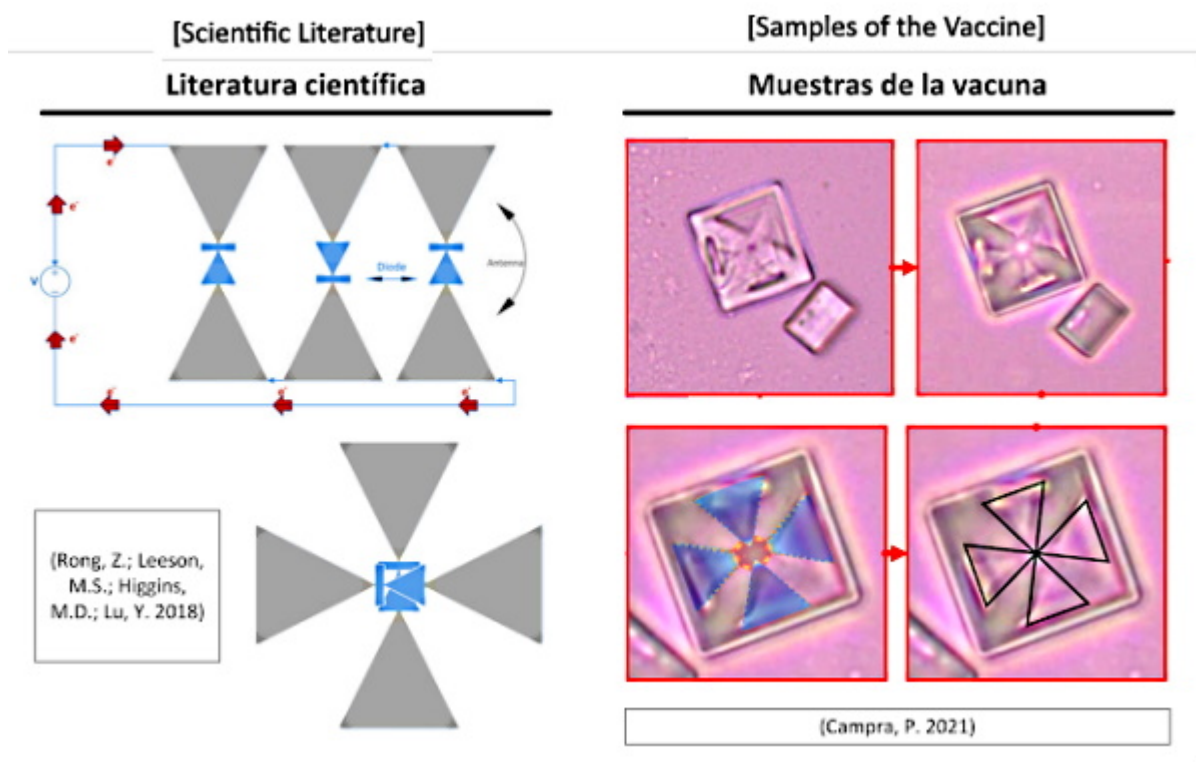 [Scientific Literature]
Literatura científica
e⁻
e⁻
V
e⁻
e⁻
e⁻
e⁻
Diode
Antenna
(Rong, Z.; Leeson,
M.S.; Higgins,
M.D.; Lu, Y. 2018)
[Samples of the Vaccine]
Muestras de la vacuna
(Campra, P. 2021)